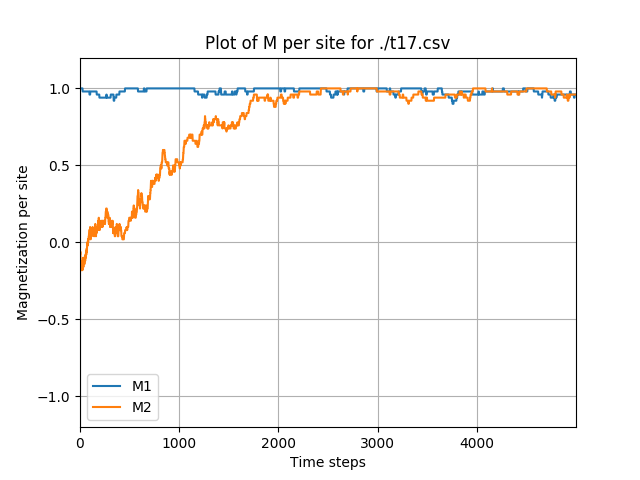 Plot of M per site for ./t17.csv
Magnetization per site
1.0
0.5
0.0
−0.5
−1.0
M1
M2
0 1000 2000 3000 4000
Time steps